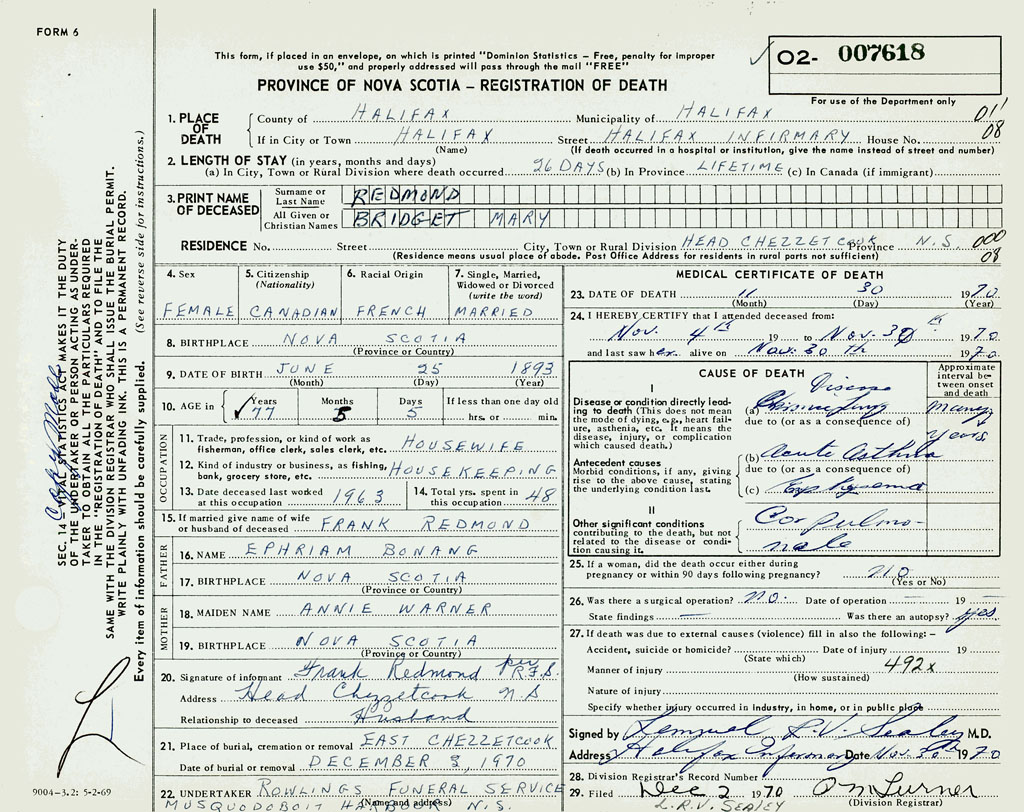 FORM 6
This form, if placed in an envelope, on which is printed "Dominion Statistics – Free, penalty for improper
use $50," and properly addressed will pass through the mail "FREE"
O2- 007618
PROVINCE OF NOVA SCOTIA – REGISTRATION OF DEATH
For use of the Department only
1. PLACE OF DEATH
County of HALIFAX Municipality of HALIFAX 01
If in City or Town HALIFAX Street HALIFAX INFIRMARY House No. 08
(Name) (If death occurred in a hospital or institution, give the name instead of street and number)
2. LENGTH OF STAY (in years, months and days)
(a) In City, Town or Rural Division where death occurred 26 DAYS (b) In Province LIFETIME (c) In Canada (if immigrant)
3. PRINT NAME OF DECEASED
Surname or Last Name REDMOND
All Given or Christian Names BRIDGET MARY
RESIDENCE No. Street City, Town or Rural Division HEAD CHEZZETCOOK Province N.S. 000
(Residence means usual place of abode. Post Office Address for residents in rural parts not sufficient) 08
4. Sex 5. Citizenship (Nationality) 6. Racial Origin 7. Single, Married, Widowed or Divorced (write the word)
FEMALE CANADIAN FRENCH MARRIED
8. BIRTHPLACE NOVA SCOTIA
(Province or Country)
9. DATE OF BIRTH JUNE 25 1893
(Month) (Day) (Year)
10. AGE in Years Months Days If less than one day old
77 5 5 hrs. or min.
OCCUPATION
11. Trade, profession, or kind of work as fisherman, office clerk, sales clerk, etc. HOUSEWIFE
12. Kind of industry or business, as fishing, bank, grocery store, etc. HOUSEKEEPING
13. Date deceased last worked at this occupation 1963 14. Total yrs. spent in this occupation 48
15. If married give name of wife or husband of deceased FRANK REDMOND
FATHER
16. NAME EPHRIAM BONANG
17. BIRTHPLACE NOVA SCOTIA
(Province or Country)
MOTHER
18. MAIDEN NAME ANNIE WARNER
19. BIRTHPLACE NOVA SCOTIA
(Province or Country)
20. Signature of informant Frank Redmond per R.F.S.
Address Head Chezzetcook N.S
Relationship to deceased Husband
21. Place of burial, cremation or removal EAST CHEZZETCOOK
Date of burial or removal DECEMBER 3, 1970
22. UNDERTAKER ROWLINGS FUNERAL SERVICE
(Name and address)
MUSQUODOBOIT HARBOUR N.S.
MEDICAL CERTIFICATE OF DEATH
23. DATE OF DEATH 11 30 1970
(Month) (Day) (Year)
24. I HEREBY CERTIFY that I attended deceased from:
Nov. 4th 19 to Nov. 30th 1970
and last saw her alive on Nov. 30th 1970
CAUSE OF DEATH
Approximate interval between onset and death
I
Disease or condition directly leading to death (This does not mean the mode of dying, e.g., heart failure, asthenia, etc. It means the disease, injury, or complication which caused death.)
(a) Chronic Lung Disease many years
due to (or as a consequence of)
(b) Acute Asthma
Antecedent causes
Morbid conditions, if any, giving rise to the above cause, stating the underlying condition last.
due to (or as a consequence of)
(c) Emphysema
II
Other significant conditions contributing to the death, but not related to the disease or condition causing it.
Cor pulmo-
nale
25. If a woman, did the death occur either during pregnancy or within 90 days following pregnancy? NO
(Yes or No)
26. Was there a surgical operation? no. Date of operation — 19 —
State findings — Was there an autopsy? yes
27. If death was due to external causes (violence) fill in also the following: –
Accident, suicide or homicide? Date of injury 19
(State which) 492x
Manner of injury
(How sustained)
Nature of injury
Specify whether injury occurred in industry, in home, or in public place
Signed by Lemuel R.V. Sealey M.D.
Address Halifax Infirmary Date Nov. 30 1970
28. Division Registrar's Record Number
29. Filed Dec 2 1970
(Division Registrar)
L.R.V. SEALEY
SEC. 14 VITAL STATISTICS ACT MAKES IT THE DUTY
OF THE UNDERTAKER OR PERSON ACTING AS UNDER-
TAKER TO OBTAIN ALL THE PARTICULARS REQUIRED
IN THE "REGISTRATION OF DEATH" AND TO FILE THE
SAME WITH THE DIVISION REGISTRAR WHO SHALL ISSUE THE BURIAL PERMIT.
WRITE PLAINLY WITH UNFADING INK. THIS IS A PERMANENT RECORD.
Every item of information should be carefully supplied. (See reverse side for instructions.)
9004–3.2: 5-2-69